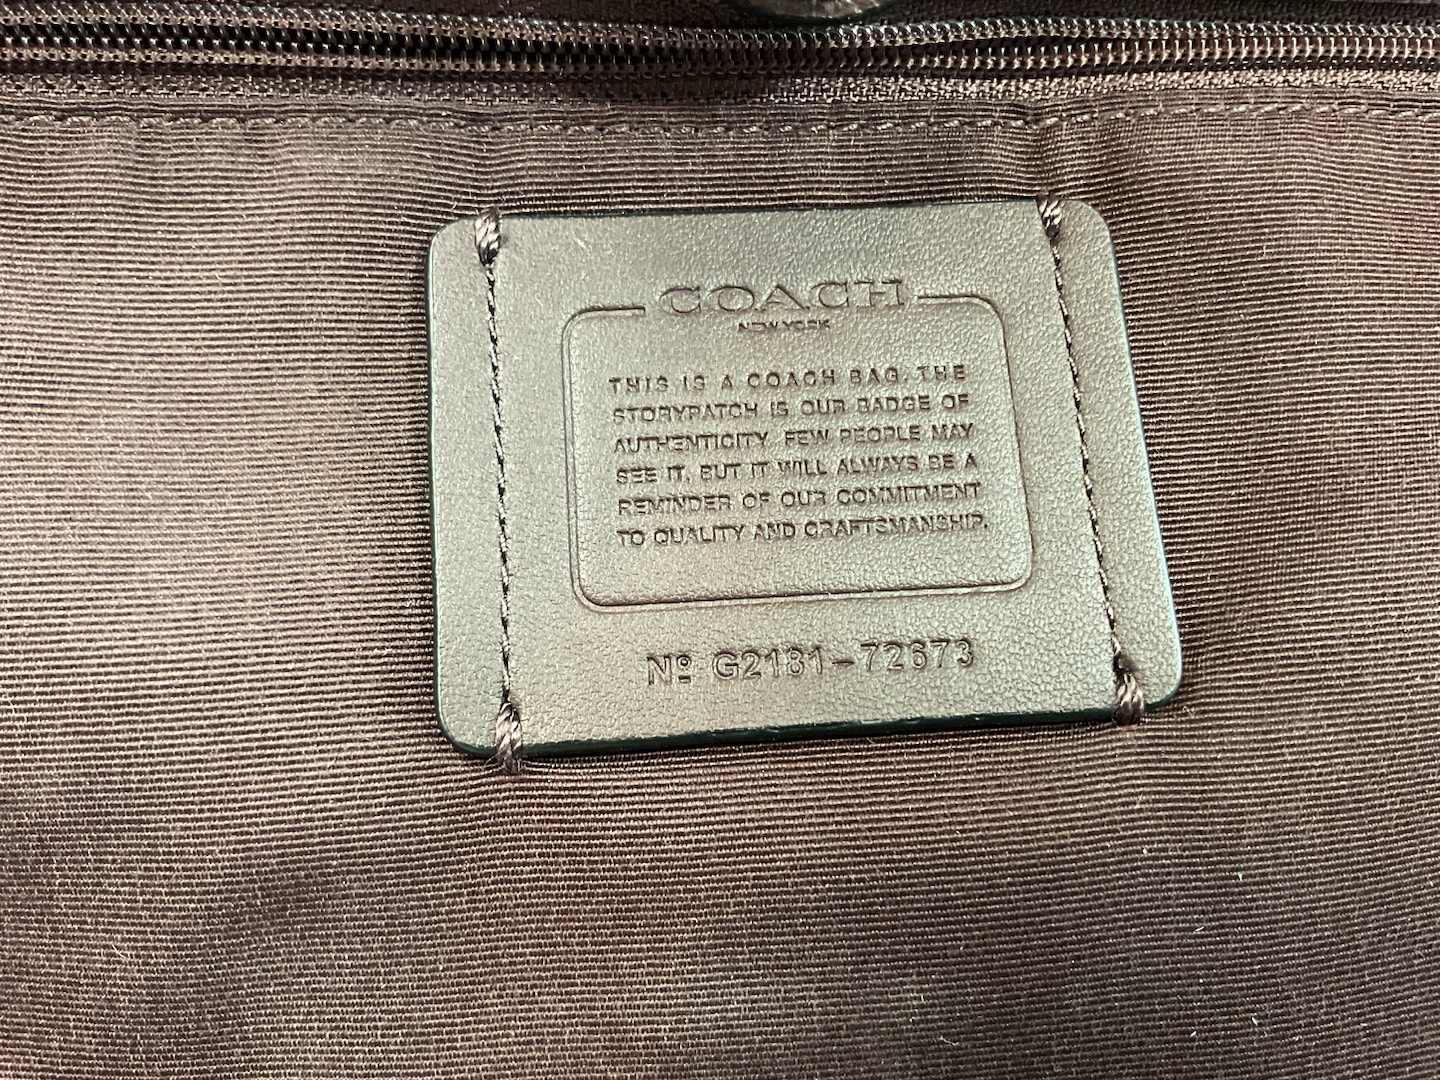 COACH
NEW YORK
THIS IS A COACH BAG. THE
STORYPATCH IS OUR BADGE OF
AUTHENTICITY. FEW PEOPLE MAY
SEE IT, BUT IT WILL ALWAYS BE A
REMINDER OF OUR COMMITMENT
TO QUALITY AND CRAFTSMANSHIP.
Nº G2181-72673